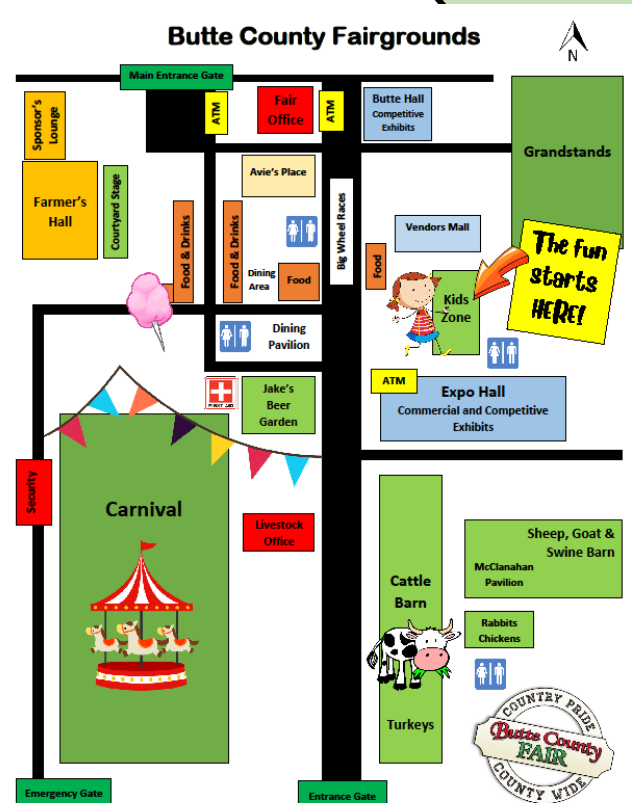 Butte County Fairgrounds
N
Main Entrance Gate
Sponsor's
Lounge
ATM
Fair
Office
ATM
Butte Hall
Competitive
Exhibits
Grandstands
Farmer's
Hall
Courtyard Stage
Avie's Place
Food & Drinks
Food & Drinks
Big Wheel Races
Vendors Mall
The fun
starts
HERE!
Dining
Area
Food
Food
Kids
Zone
Dining
Pavilion
FIRST AID
Jake's
Beer
Garden
ATM
Expo Hall
Commercial and Competitive
Exhibits
Security
Carnival
Livestock
Office
Cattle
Barn
Turkeys
Sheep, Goat &
Swine Barn
McClanahan
Pavilion
Rabbits
Chickens
COUNTRY PRIDE
Butte County
FAIR
COUNTY WIDE
Emergency Gate
Entrance Gate